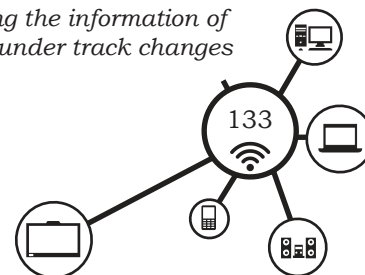 ng the information of
under track changes
133